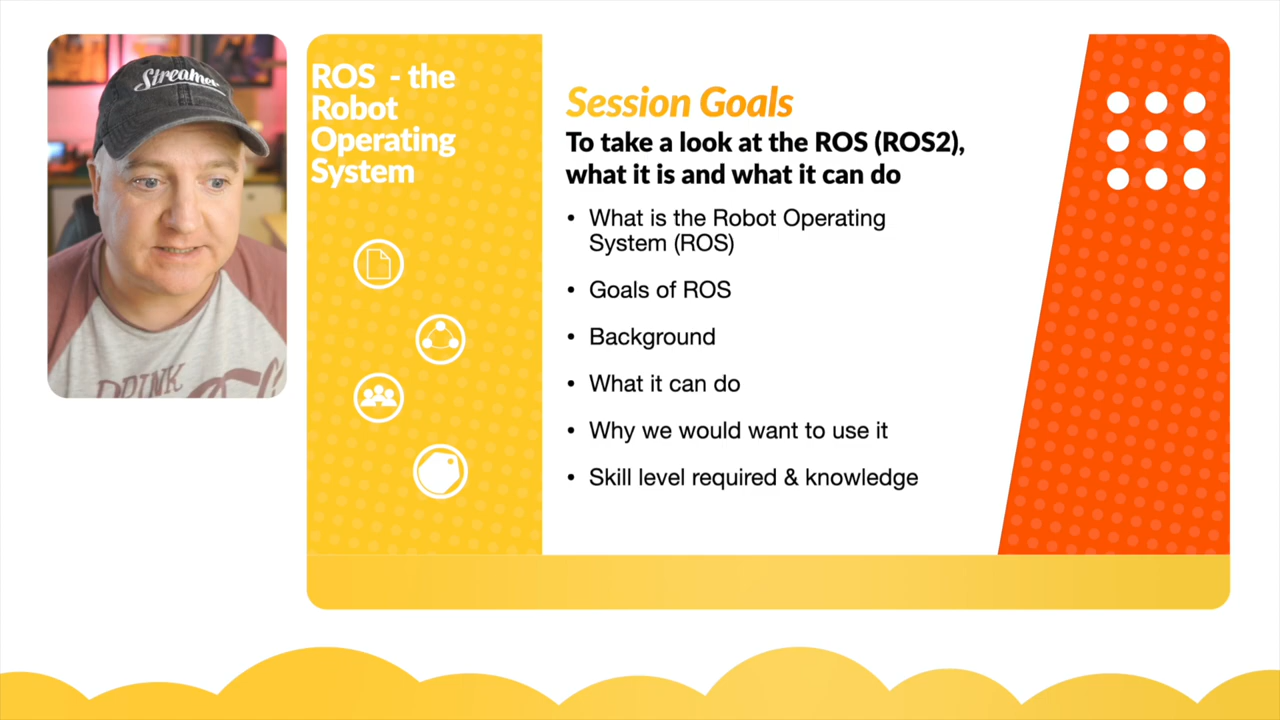 Streamer
DRINK
ROS - the
Robot
Operating
System
Session Goals
To take a look at the ROS (ROS2),
what it is and what it can do
• What is the Robot Operating
System (ROS)
• Goals of ROS
• Background
• What it can do
• Why we would want to use it
• Skill level required & knowledge